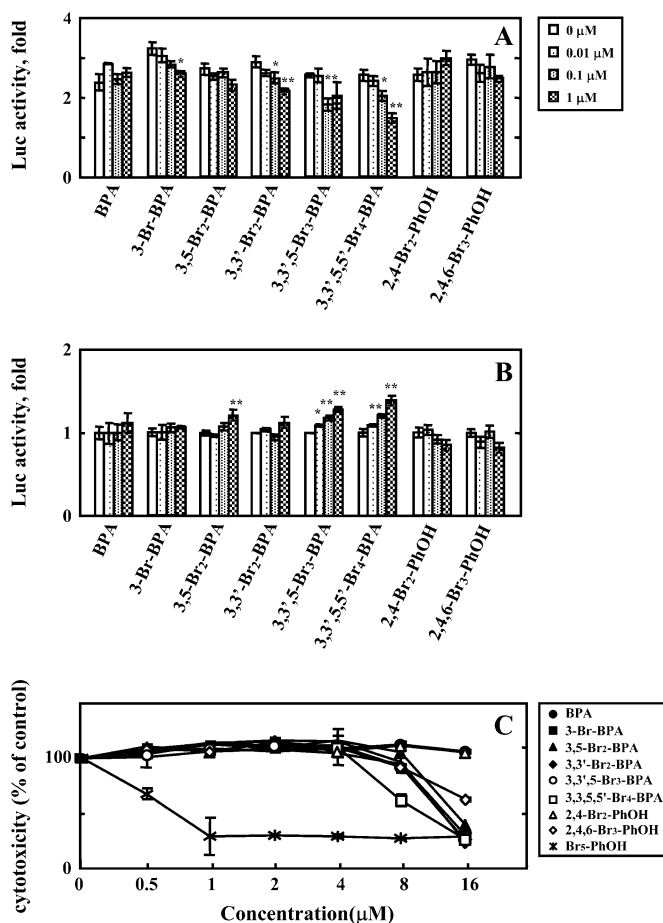 A
Luc activity, fold
4
2
0
0 µM
0.01 µM
0.1 µM
1 µM
*
* **
**
* **
BPA
3-Br-BPA
3,5-Br2-BPA
3,3'-Br2-BPA
3,3',5-Br3-BPA
3,3',5,5'-Br4-BPA
2,4-Br2-PhOH
2,4,6-Br3-PhOH
B
Luc activity, fold
2
1
0
**
* ** **
** **
BPA
3-Br-BPA
3,5-Br2-BPA
3,3'-Br2-BPA
3,3',5-Br3-BPA
3,3',5,5'-Br4-BPA
2,4-Br2-PhOH
2,4,6-Br3-PhOH
C
cytotoxicity (% of control)
100
0
0 0.5 1 2 4 8 16
Concentration(µM)
BPA
3-Br-BPA
3,5-Br2-BPA
3,3'-Br2-BPA
3,3',5-Br3-BPA
3,3,5,5'-Br4-BPA
2,4-Br2-PhOH
2,4,6-Br3-PhOH
Br5-PhOH